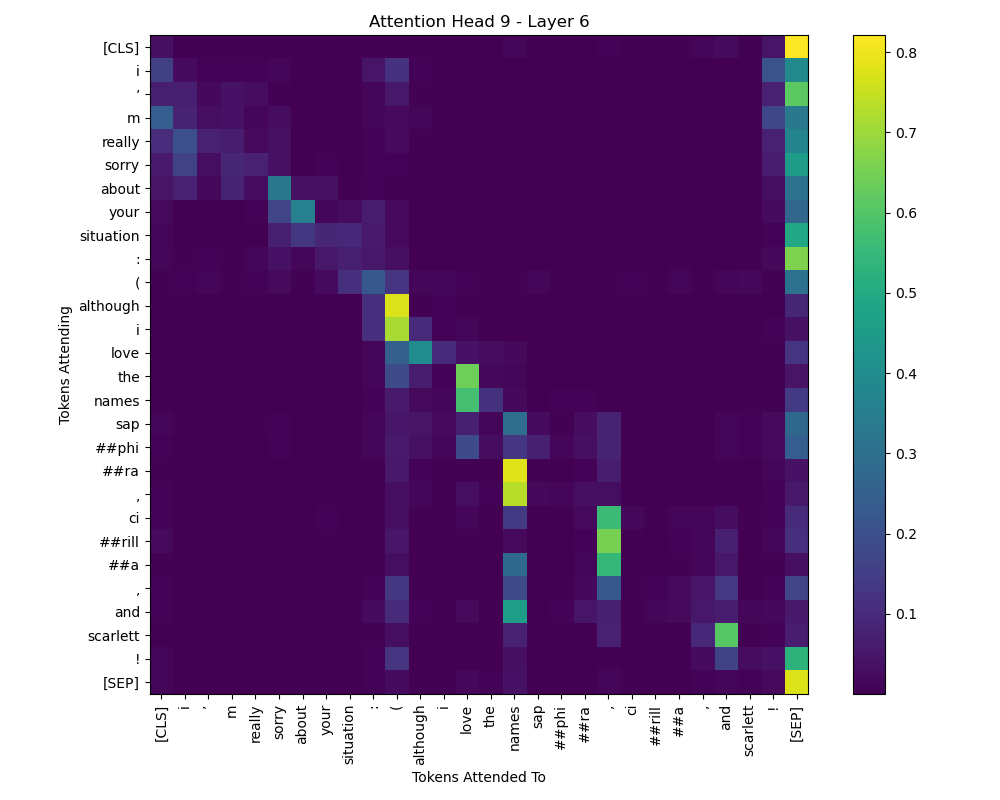 Attention Head 9 - Layer 6
[CLS]
i
’
m
really
sorry
about
your
situation
:
(
although
i
love
the
names
sap
##phi
##ra
,
ci
##rill
##a
,
and
scarlett
!
[SEP]
Tokens Attending
[CLS] i ’ m really sorry about your situation : ( although i love the names sap ##phi ##ra , ci ##rill ##a , and scarlett ! [SEP]
Tokens Attended To
0.8
0.7
0.6
0.5
0.4
0.3
0.2
0.1